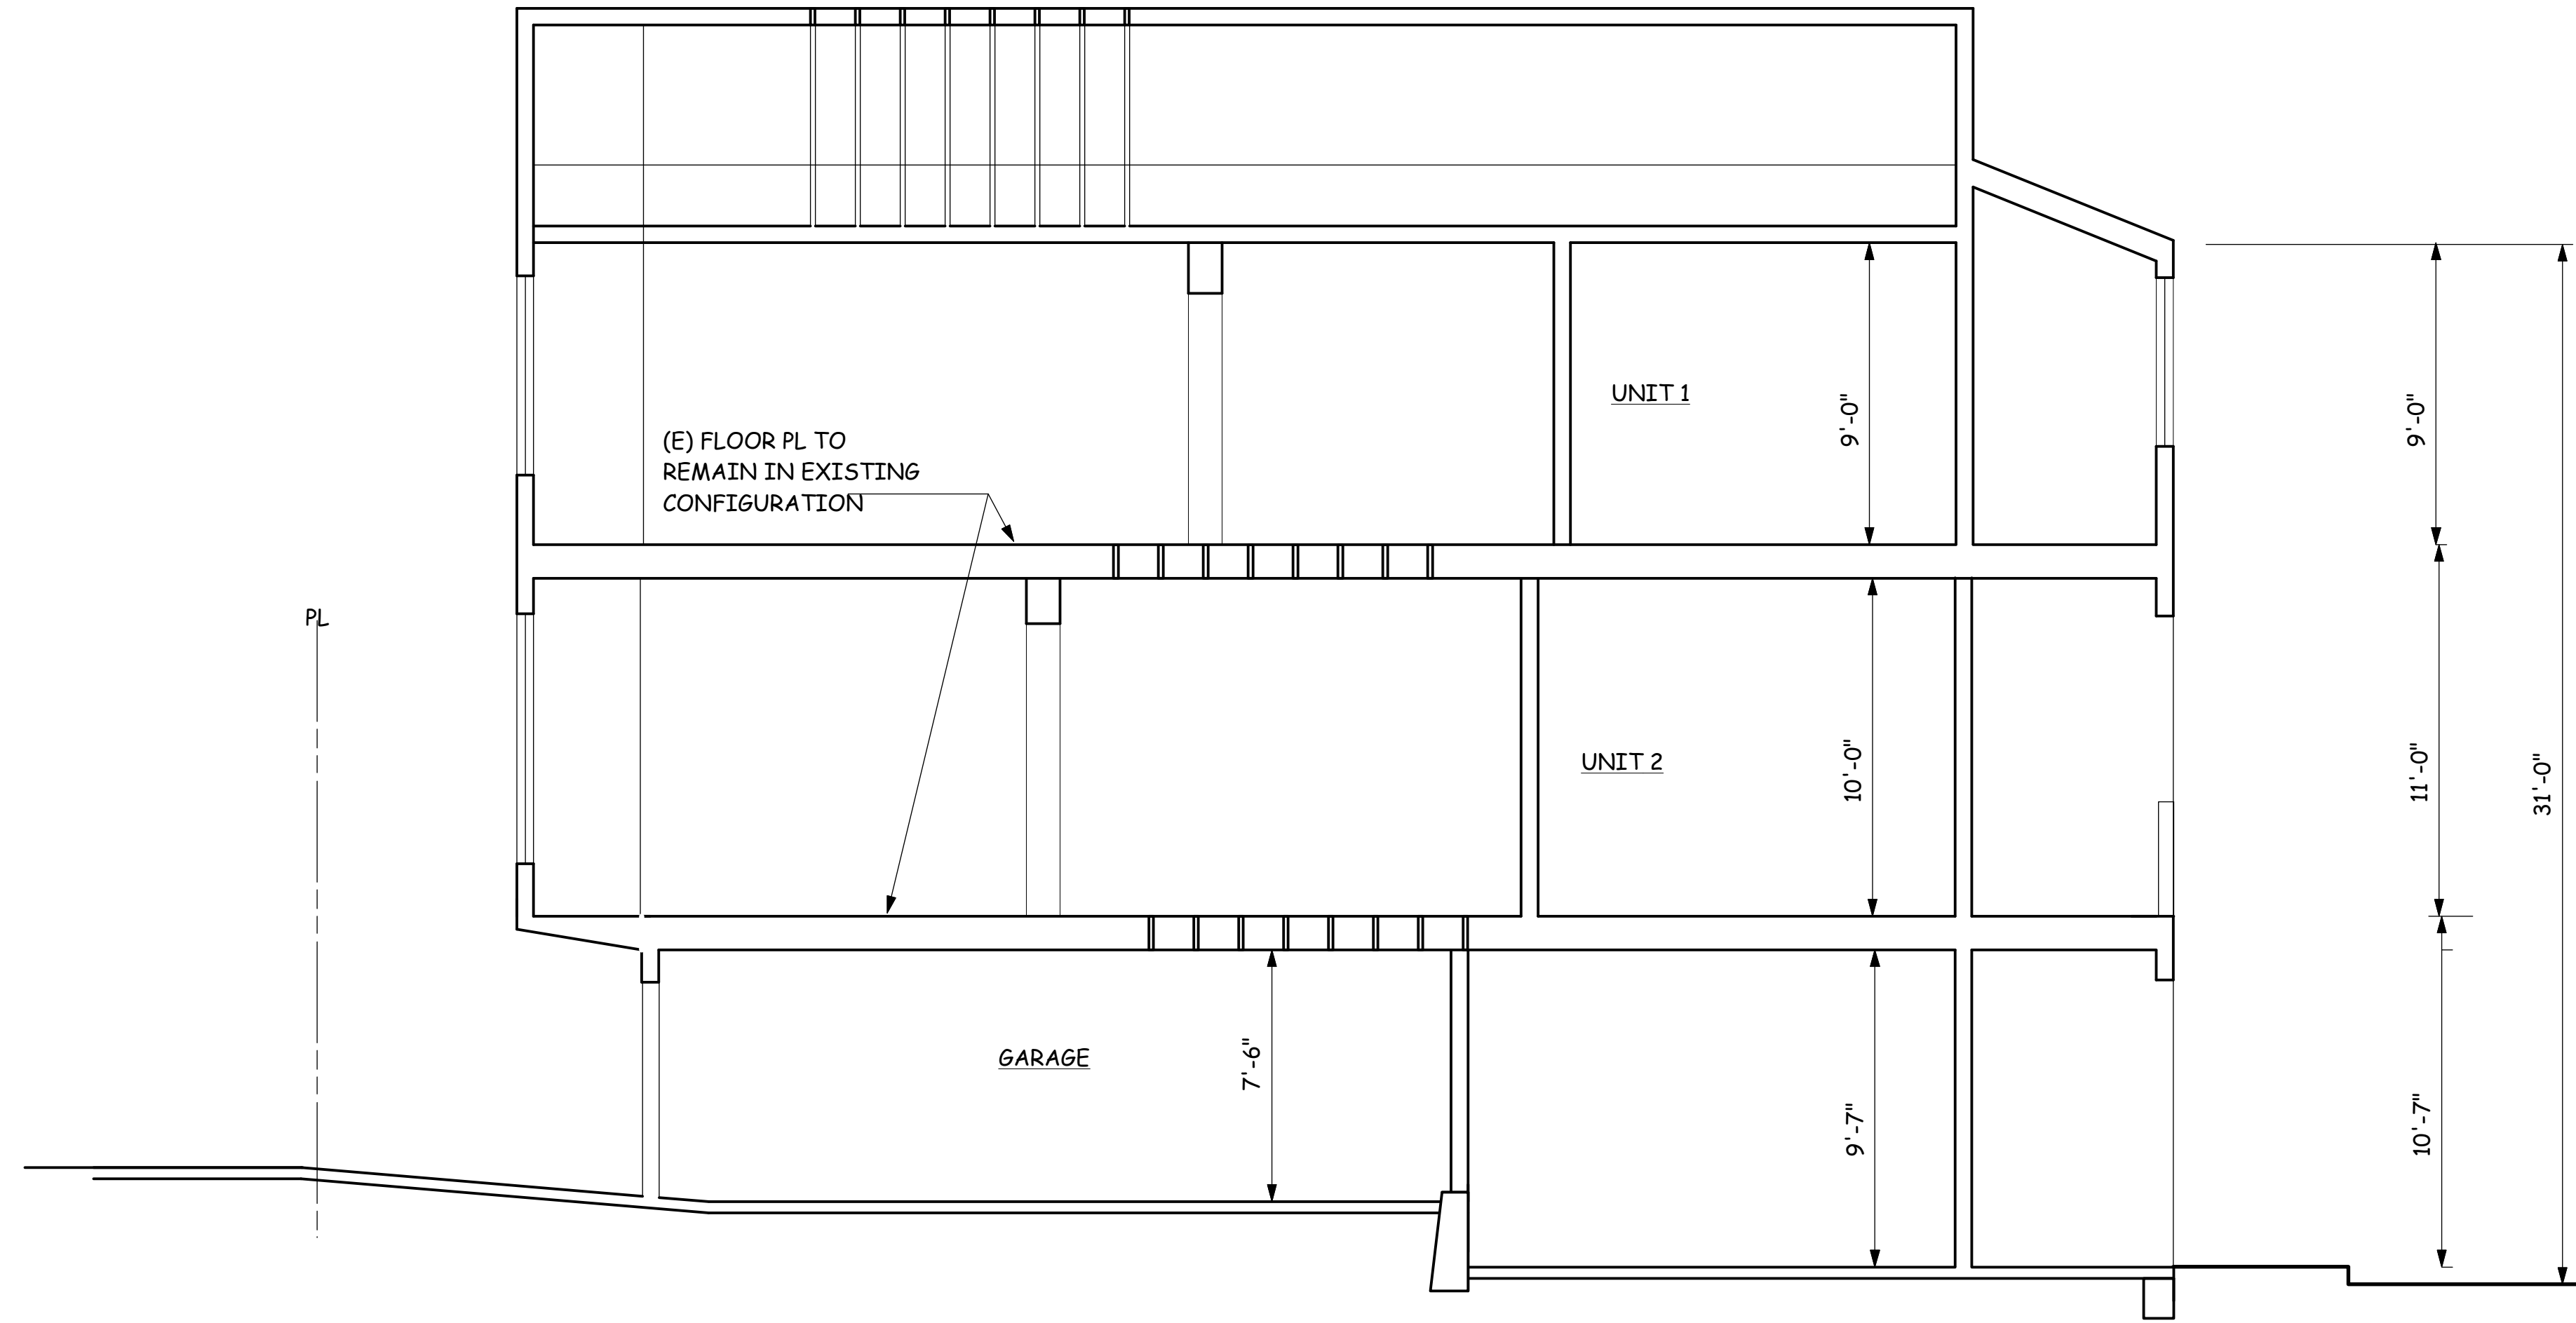 UNIT 1
9'-0"
9'-0"
(E) FLOOR PL TO
REMAIN IN EXISTING
CONFIGURATION
PL
UNIT 2
10'-0"
11'-0"
31'-0"
GARAGE
7'-6"
9'-7"
10'-7"